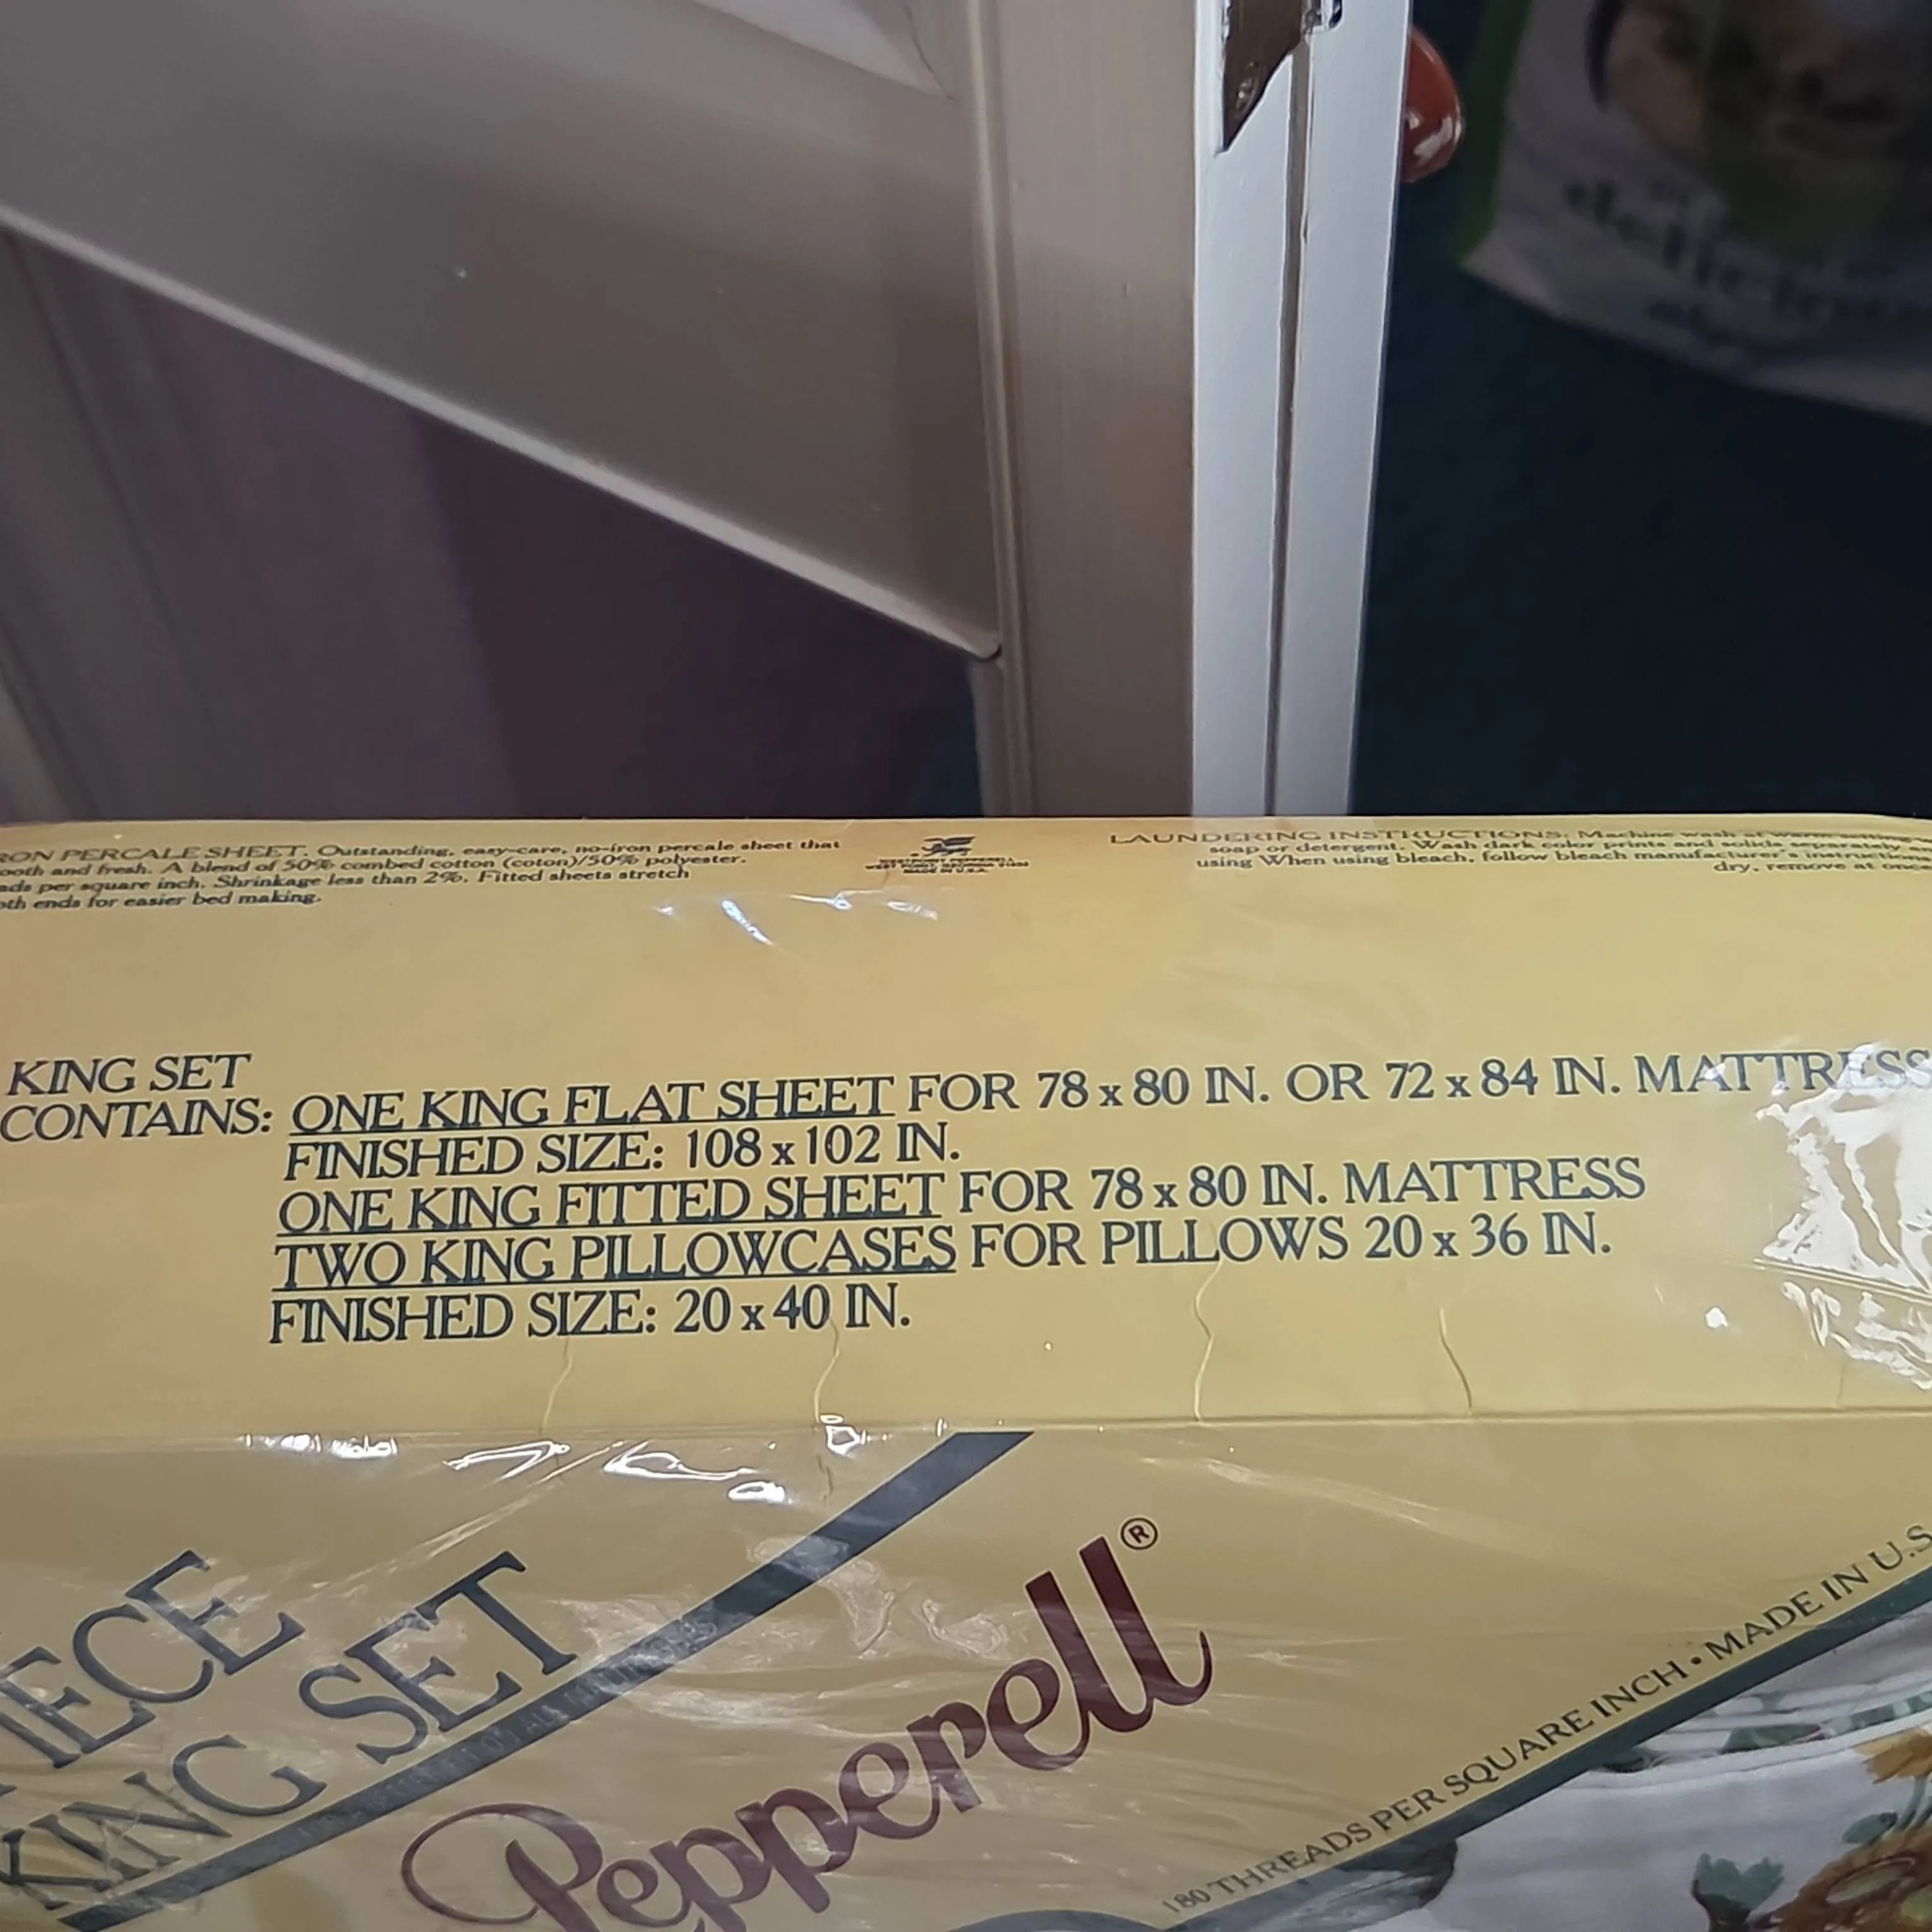 RON PERCALE SHEET. Outstanding, easy-care, no-iron percale sheet that
ooth and fresh. A blend of 50% combed cotton (coton)/50% polyester.
ads per square inch. Shrinkage less than 2%. Fitted sheets stretch
oth ends for easier bed making.
MADE IN U.S.A.
LAUNDERING INSTRUCTIONS: Machine wash at warm
soap or detergent. Wash dark color prints and solids separately
using When using bleach, follow bleach manufacturer's instructions
dry, remove at once
KING SET
CONTAINS: ONE KING FLAT SHEET FOR 78 x 80 IN. OR 72 x 84 IN. MATTRESS
FINISHED SIZE: 108 x 102 IN.
ONE KING FITTED SHEET FOR 78 x 80 IN. MATTRESS
TWO KING PILLOWCASES FOR PILLOWS 20 x 36 IN.
FINISHED SIZE: 20 x 40 IN.
IECE
KING SET
Pepperell®
180 THREADS PER SQUARE INCH • MADE IN U.S